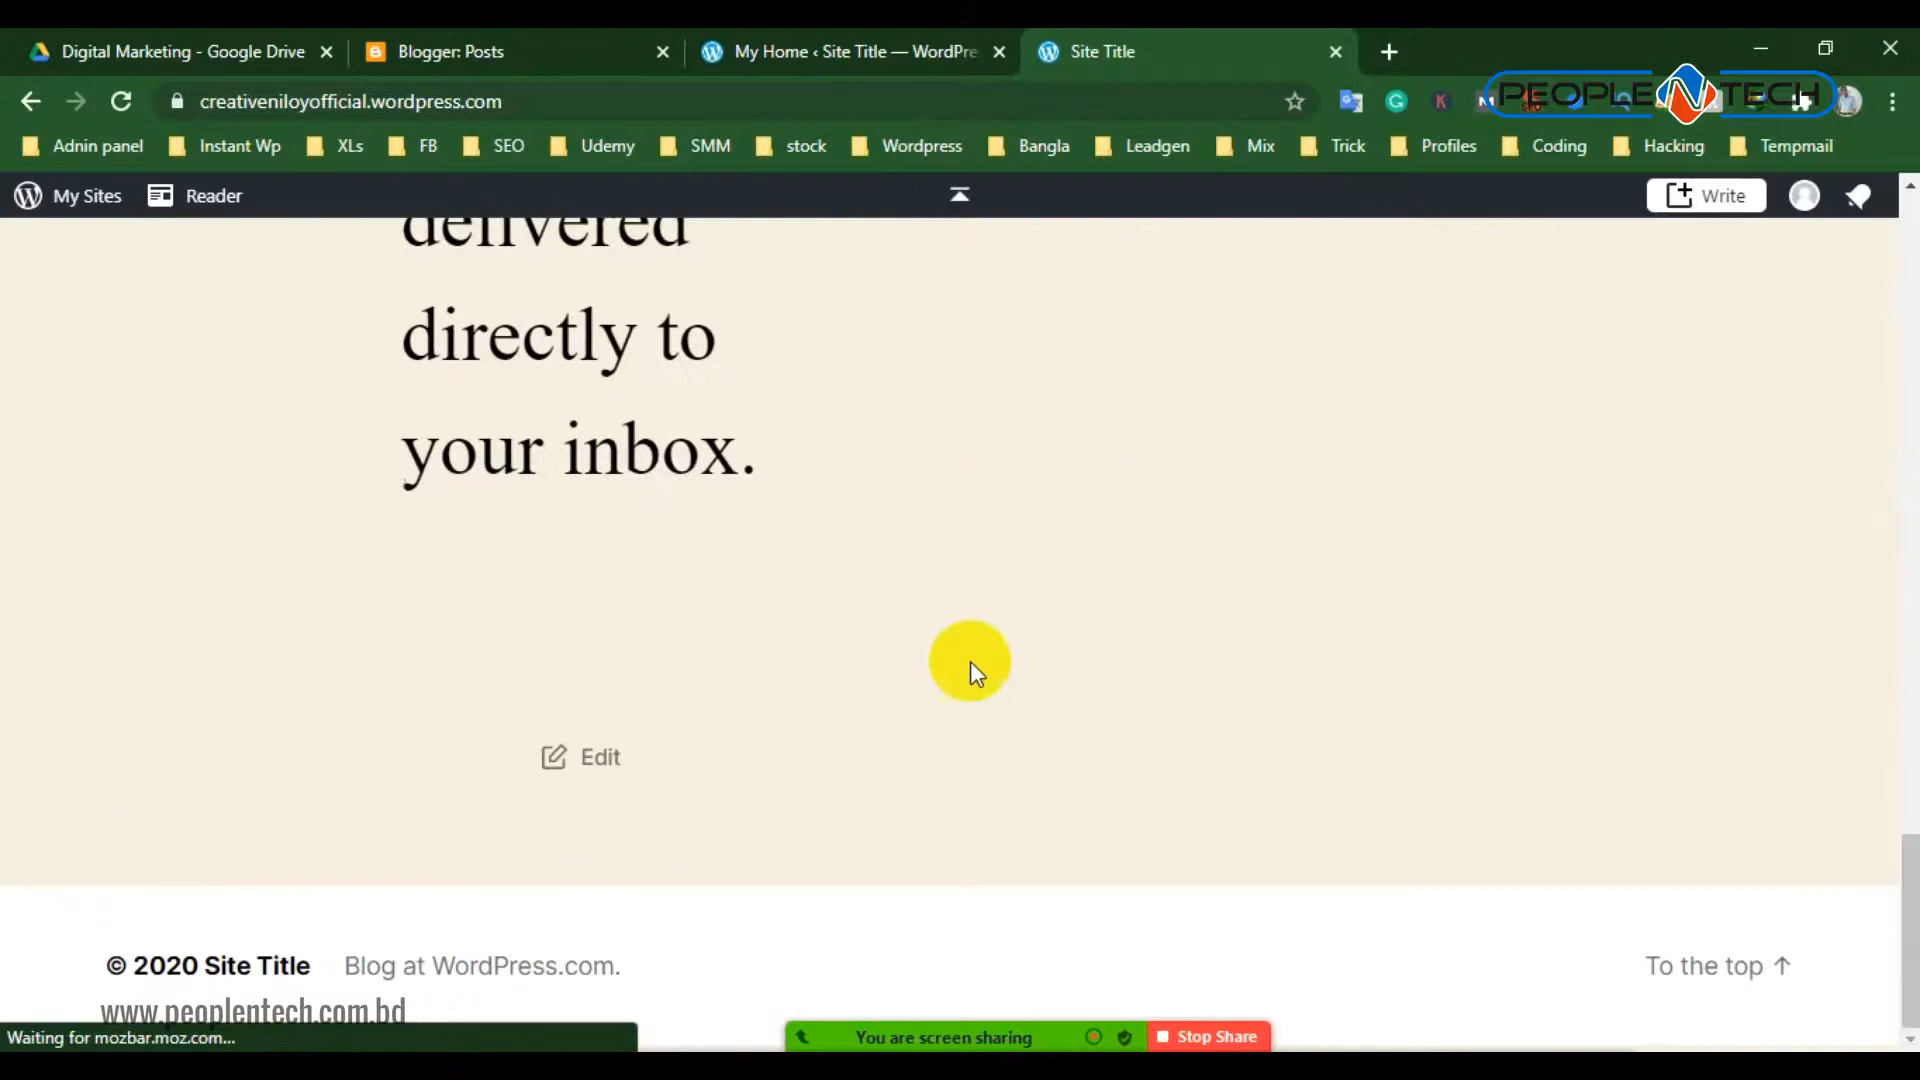 Digital Marketing - Google Drive
Blogger: Posts
My Home ‹ Site Title — WordPre
Site Title
creativeniloyofficial.wordpress.com
PEOPLE N TECH
Adnin panel
Instant Wp
XLs
FB
SEO
Udemy
SMM
stock
Wordpress
Bangla
Leadgen
Mix
Trick
Profiles
Coding
Hacking
Tempmail
My Sites
Reader
Write
delivered
directly to
your inbox.
Edit
© 2020 Site Title
Blog at WordPress.com.
To the top ↑
www.peoplentech.com.bd
Waiting for mozbar.moz.com...
You are screen sharing
Stop Share